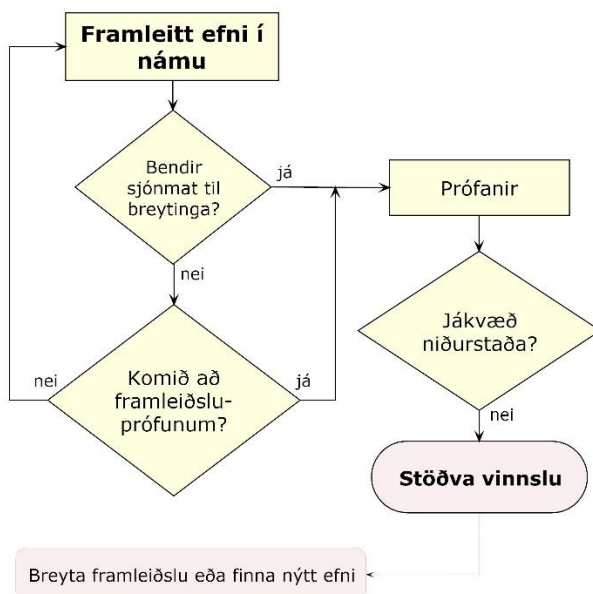 Framleitt efni í
námu
Bendir
sjónmat til
breytinga?
já
Prófanir
nei
Jákvæð
niðurstaða?
nei
Komið að
framleiðslu-
prófunum?
já
nei
Stöðva vinnslu
Breyta framleiðslu eða finna nýtt efni